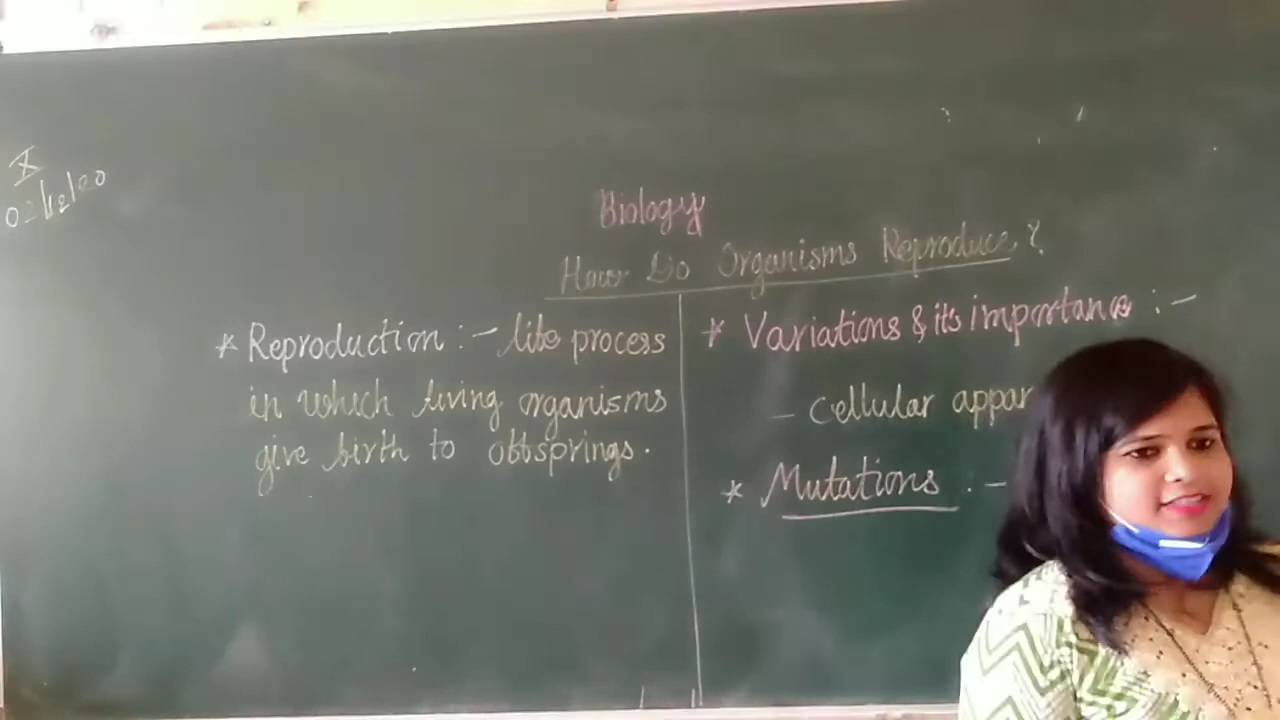 X
02/12/20
Biology
How Do Organisms Reproduce?
* Reproduction :- life process
in which living organisms
give birth to offsprings.
* Variations & its importance :-
- Cellular appar
* Mutations :-